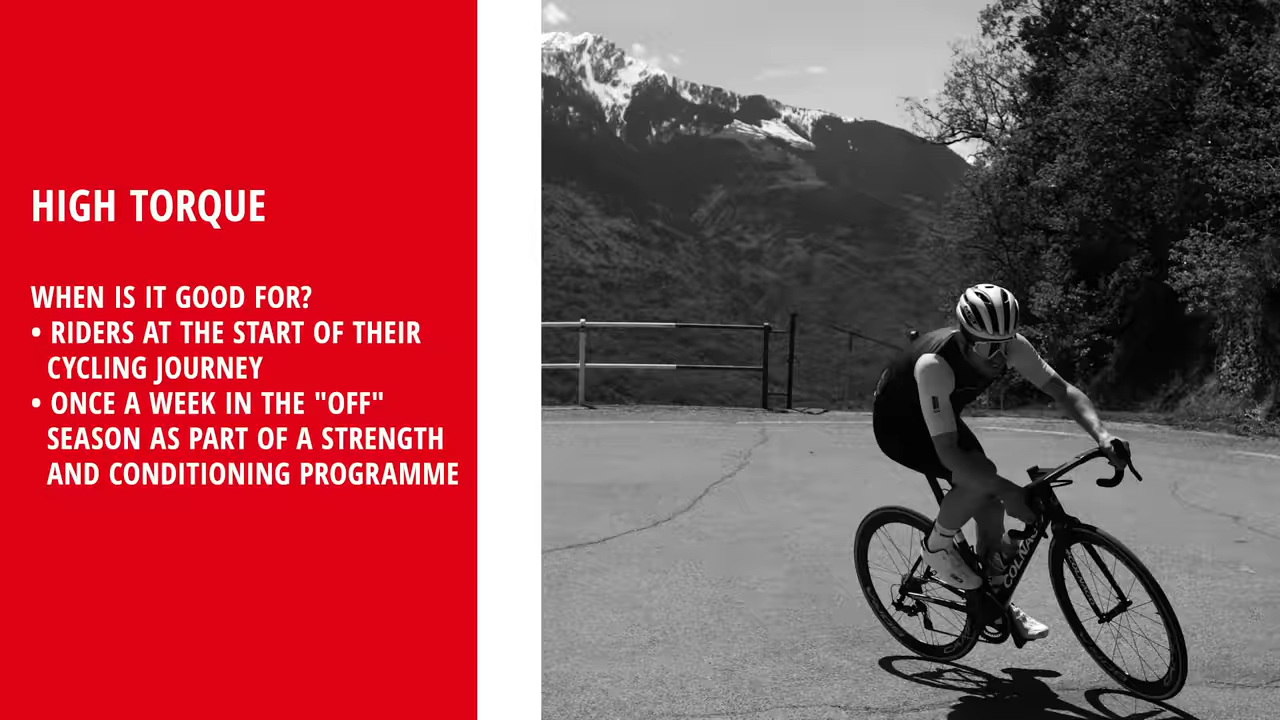 HIGH TORQUE
WHEN IS IT GOOD FOR?
• RIDERS AT THE START OF THEIR
CYCLING JOURNEY
• ONCE A WEEK IN THE "OFF"
SEASON AS PART OF A STRENGTH
AND CONDITIONING PROGRAMME
COLNAGO